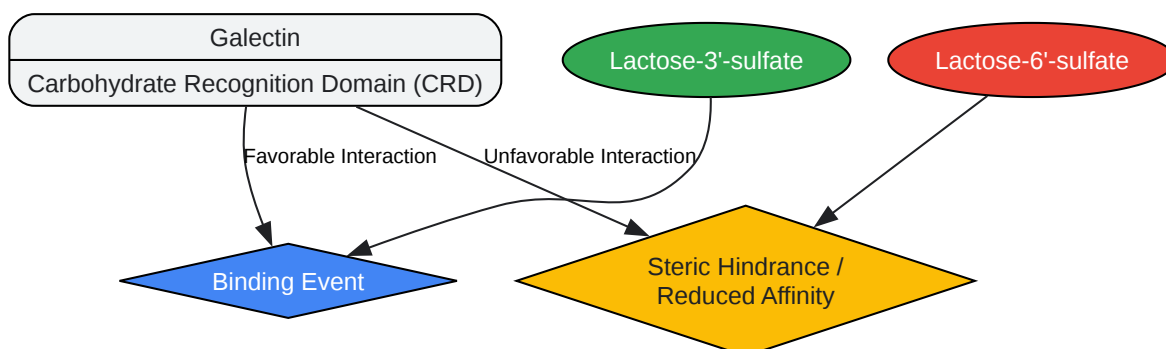 Galectin
Carbohydrate Recognition Domain (CRD)
Lactose-3'-sulfate
Lactose-6'-sulfate
Favorable Interaction
Unfavorable Interaction
Binding Event
Steric Hindrance /
Reduced Affinity